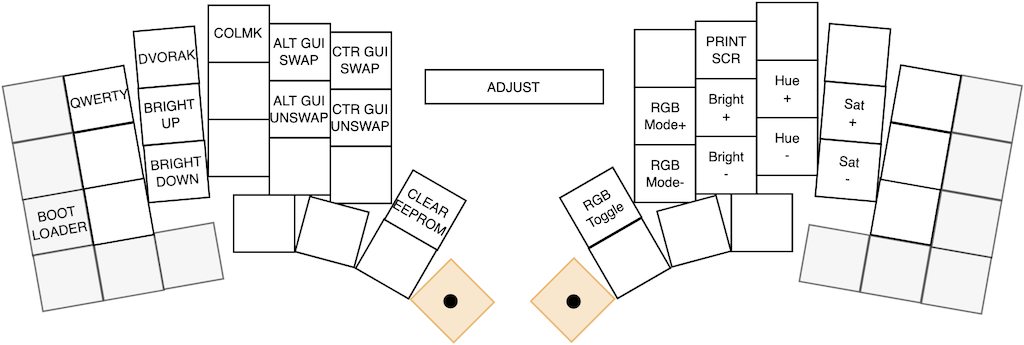 COLMK
ALT GUI
SWAP
CTR GUI
SWAP
DVORAK
QWERTY
BRIGHT
UP
ALT GUI
UNSWAP
CTR GUI
UNSWAP
BRIGHT
DOWN
BOOT
LOADER
CLEAR
EEPROM
ADJUST
PRINT
SCR
RGB
Mode+
Bright
+
Hue
+
Sat
+
RGB
Mode-
Bright
-
Hue
-
Sat
-
RGB
Toggle